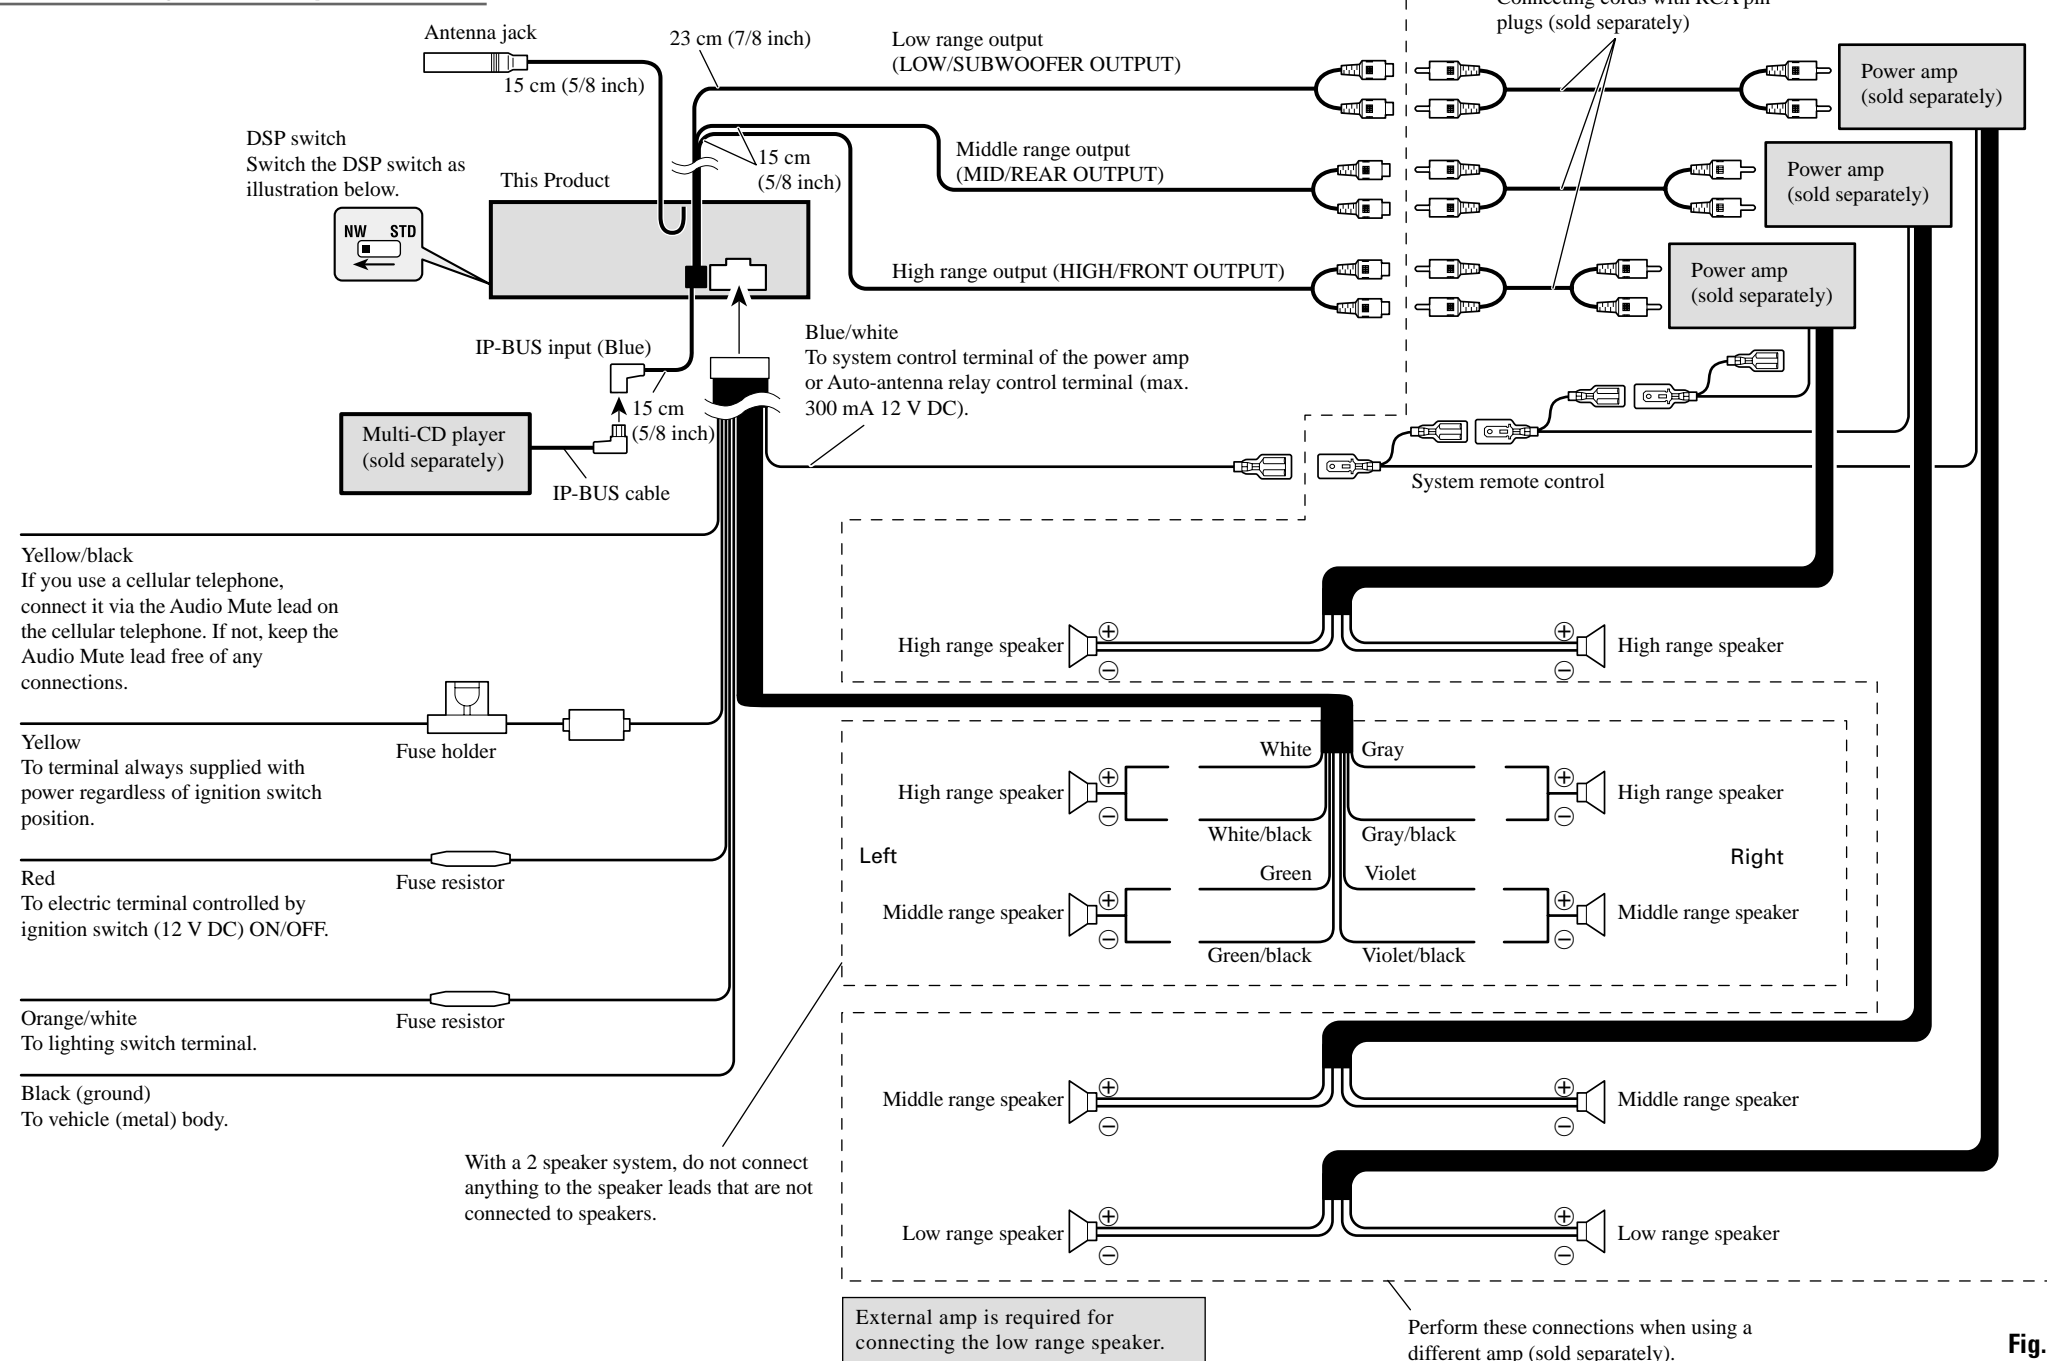 Connecting cords with RCA pin
plugs (sold separately)
Antenna jack
15 cm (5/8 inch)
23 cm (7/8 inch)
Low range output
(LOW/SUBWOOFER OUTPUT)
Power amp
(sold separately)
DSP switch
Switch the DSP switch as
illustration below.
NW STD
This Product
15 cm
(5/8 inch)
Middle range output
(MID/REAR OUTPUT)
Power amp
(sold separately)
High range output (HIGH/FRONT OUTPUT)
Power amp
(sold separately)
IP-BUS input (Blue)
15 cm
(5/8 inch)
Multi-CD player
(sold separately)
IP-BUS cable
Blue/white
To system control terminal of the power amp
or Auto-antenna relay control terminal (max.
300 mA 12 V DC).
System remote control
Yellow/black
If you use a cellular telephone,
connect it via the Audio Mute lead on
the cellular telephone. If not, keep the
Audio Mute lead free of any
connections.
Yellow
To terminal always supplied with
power regardless of ignition switch
position.
Fuse holder
Red
To electric terminal controlled by
ignition switch (12 V DC) ON/OFF.
Fuse resistor
Orange/white
To lighting switch terminal.
Fuse resistor
Black (ground)
To vehicle (metal) body.
High range speaker
+
−
+
−
High range speaker
White
Gray
High range speaker
+
−
+
−
High range speaker
White/black
Gray/black
Left
Right
Green
Violet
Middle range speaker
+
−
+
−
Middle range speaker
Green/black
Violet/black
Middle range speaker
+
−
+
−
Middle range speaker
With a 2 speaker system, do not connect
anything to the speaker leads that are not
connected to speakers.
Low range speaker
+
−
+
−
Low range speaker
External amp is required for
connecting the low range speaker.
Perform these connections when using a
different amp (sold separately).
Fig.